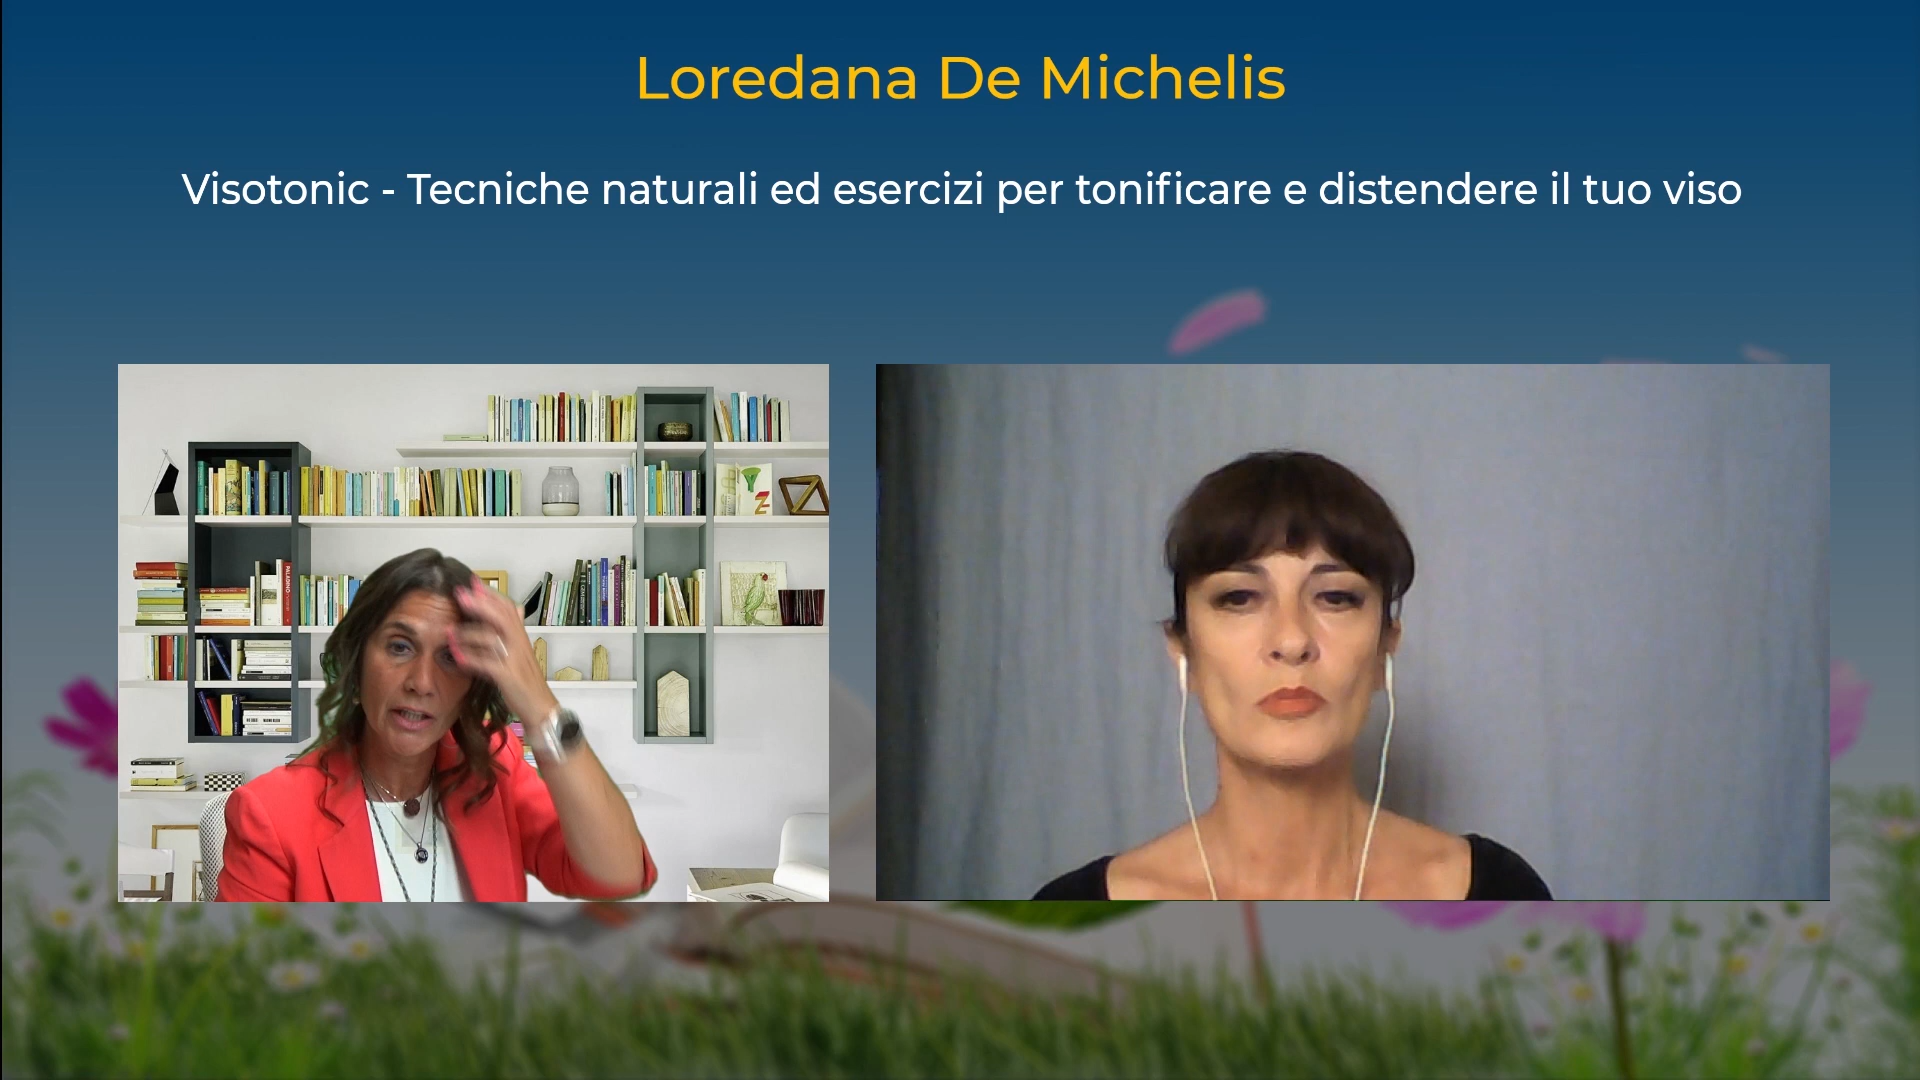 Loredana De Michelis
Visotonic - Tecniche naturali ed esercizi per tonificare e distendere il tuo viso